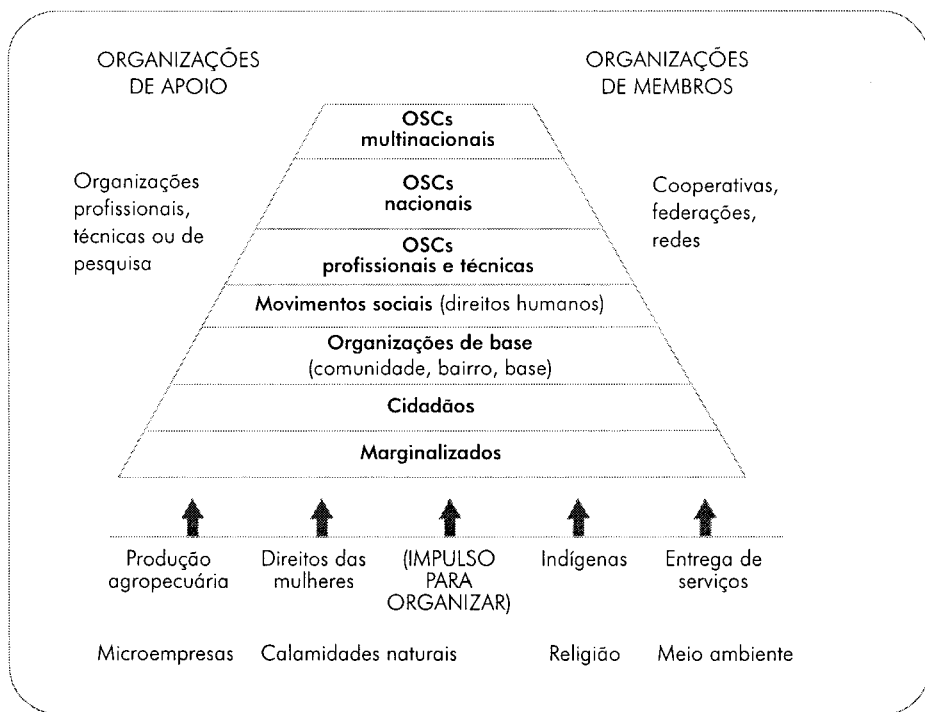 ORGANIZAÇÕES
DE APOIO
ORGANIZAÇÕES
DE MEMBROS
OSCs
multinacionais
Organizações
profissionais,
técnicas ou de
pesquisa
OSCs
nacionais
Cooperativas,
federações,
redes
OSCs
profissionais e técnicas
Movimentos sociais (direitos humanos)
Organizações de base
(comunidade, bairro, base)
Cidadãos
Marginalizados
Produção
agropecuária
Direitos das
mulheres
(IMPULSO
PARA
ORGANIZAR)
Indígenas
Entrega de
serviços
Microempresas
Calamidades naturais
Religião
Meio ambiente